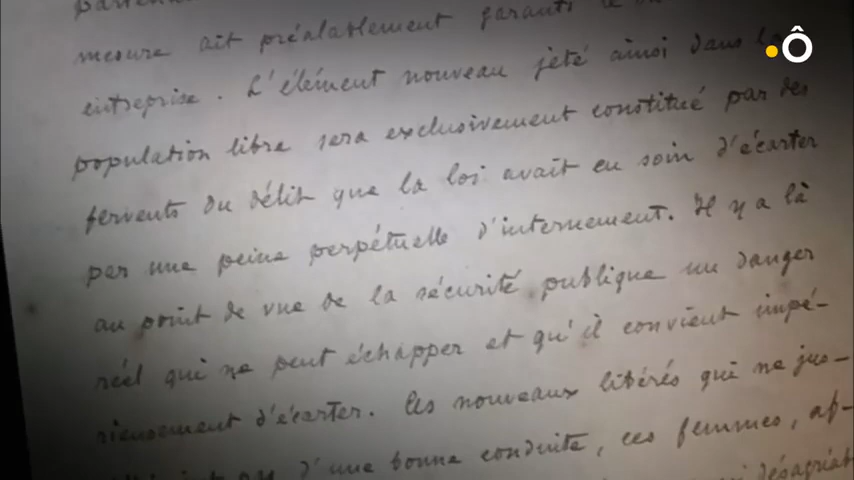 mesure ait préalablement garanti
entreprise. L'élément nouveau jeté ainsi dans la
population libre sera exclusivement constitué par des
fervents du délit que la loi avait eu soin d'écarter
par une peine perpétuelle d'internement. Il y a là
au point de vue de la sécurité publique un danger
réel qui ne peut échapper et qu'il convient impé-
rieusement d'écarter. Ces nouveaux libérés qui ne jus-
d'une bonne conduite, ces femmes, af-
Ô